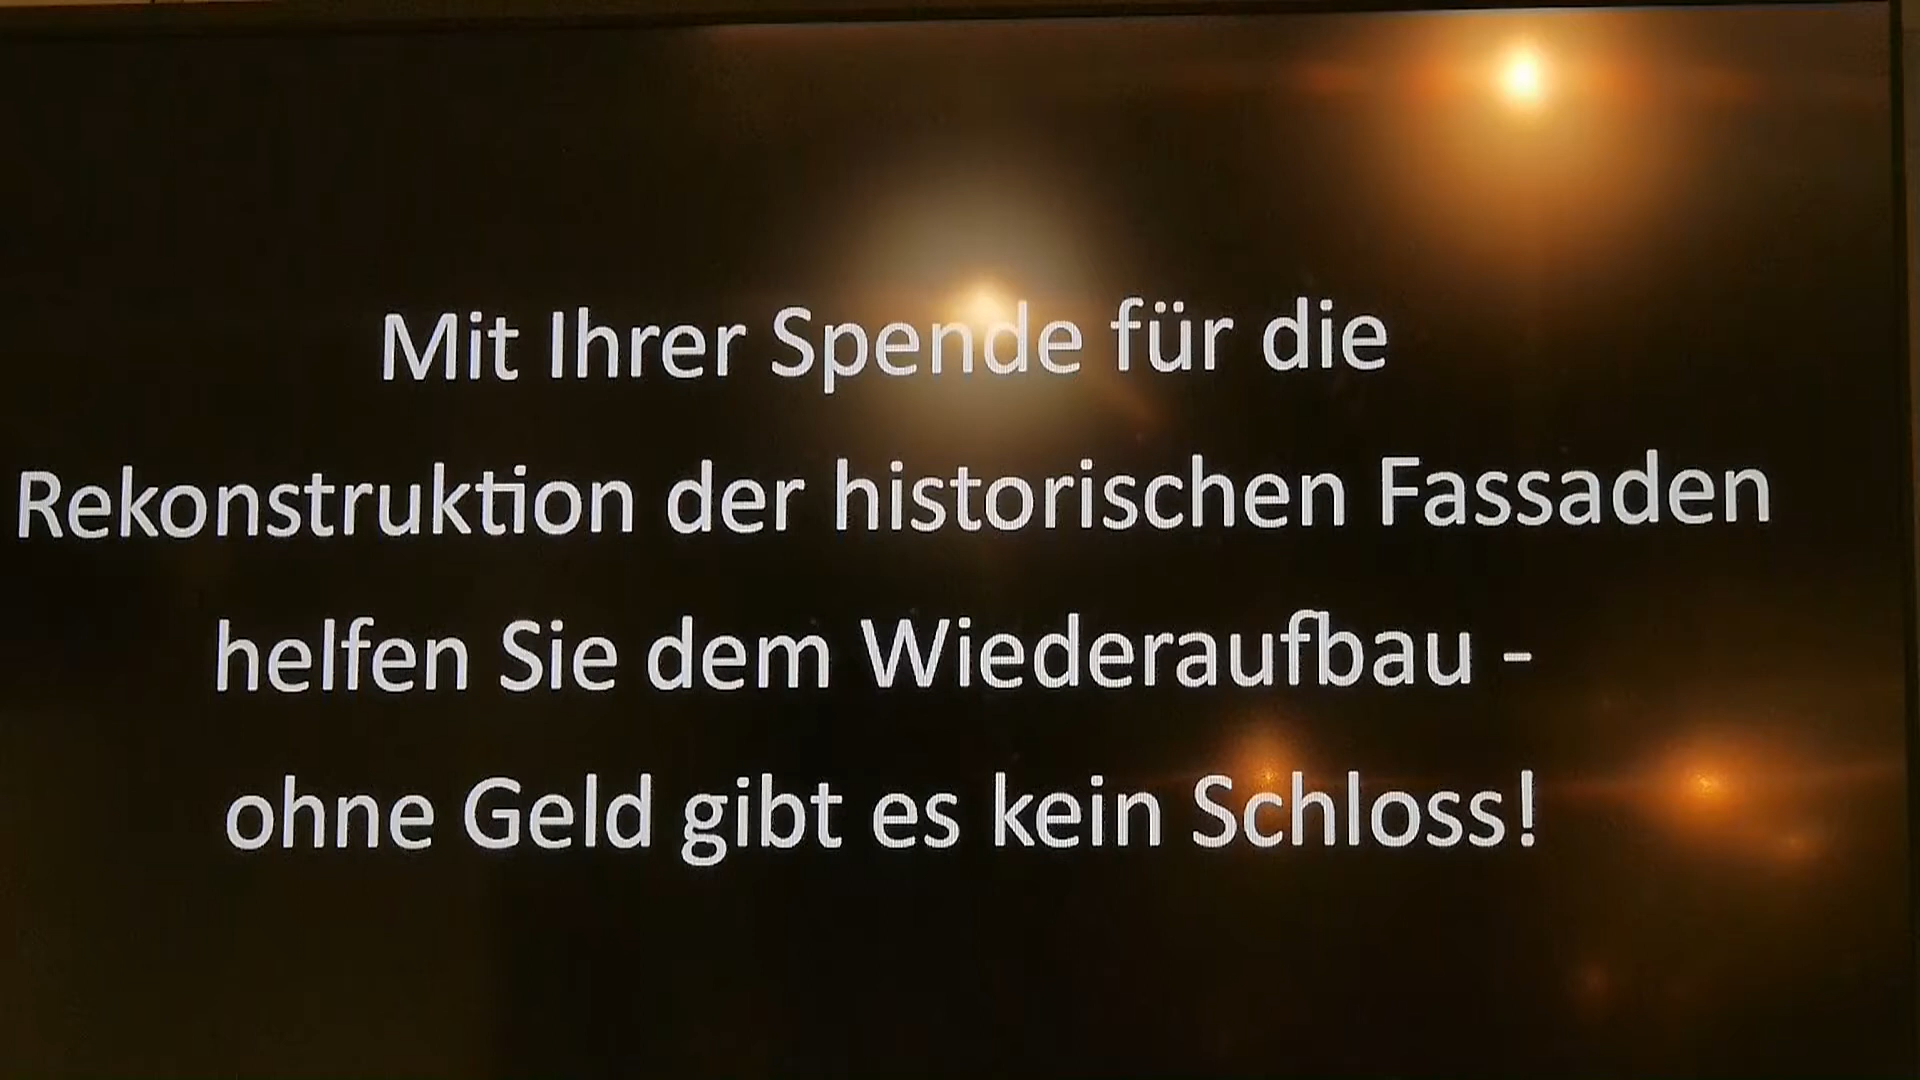 Mit Ihrer Spende für die
Rekonstruktion der historischen Fassaden
helfen Sie dem Wiederaufbau -
ohne Geld gibt es kein Schloss!